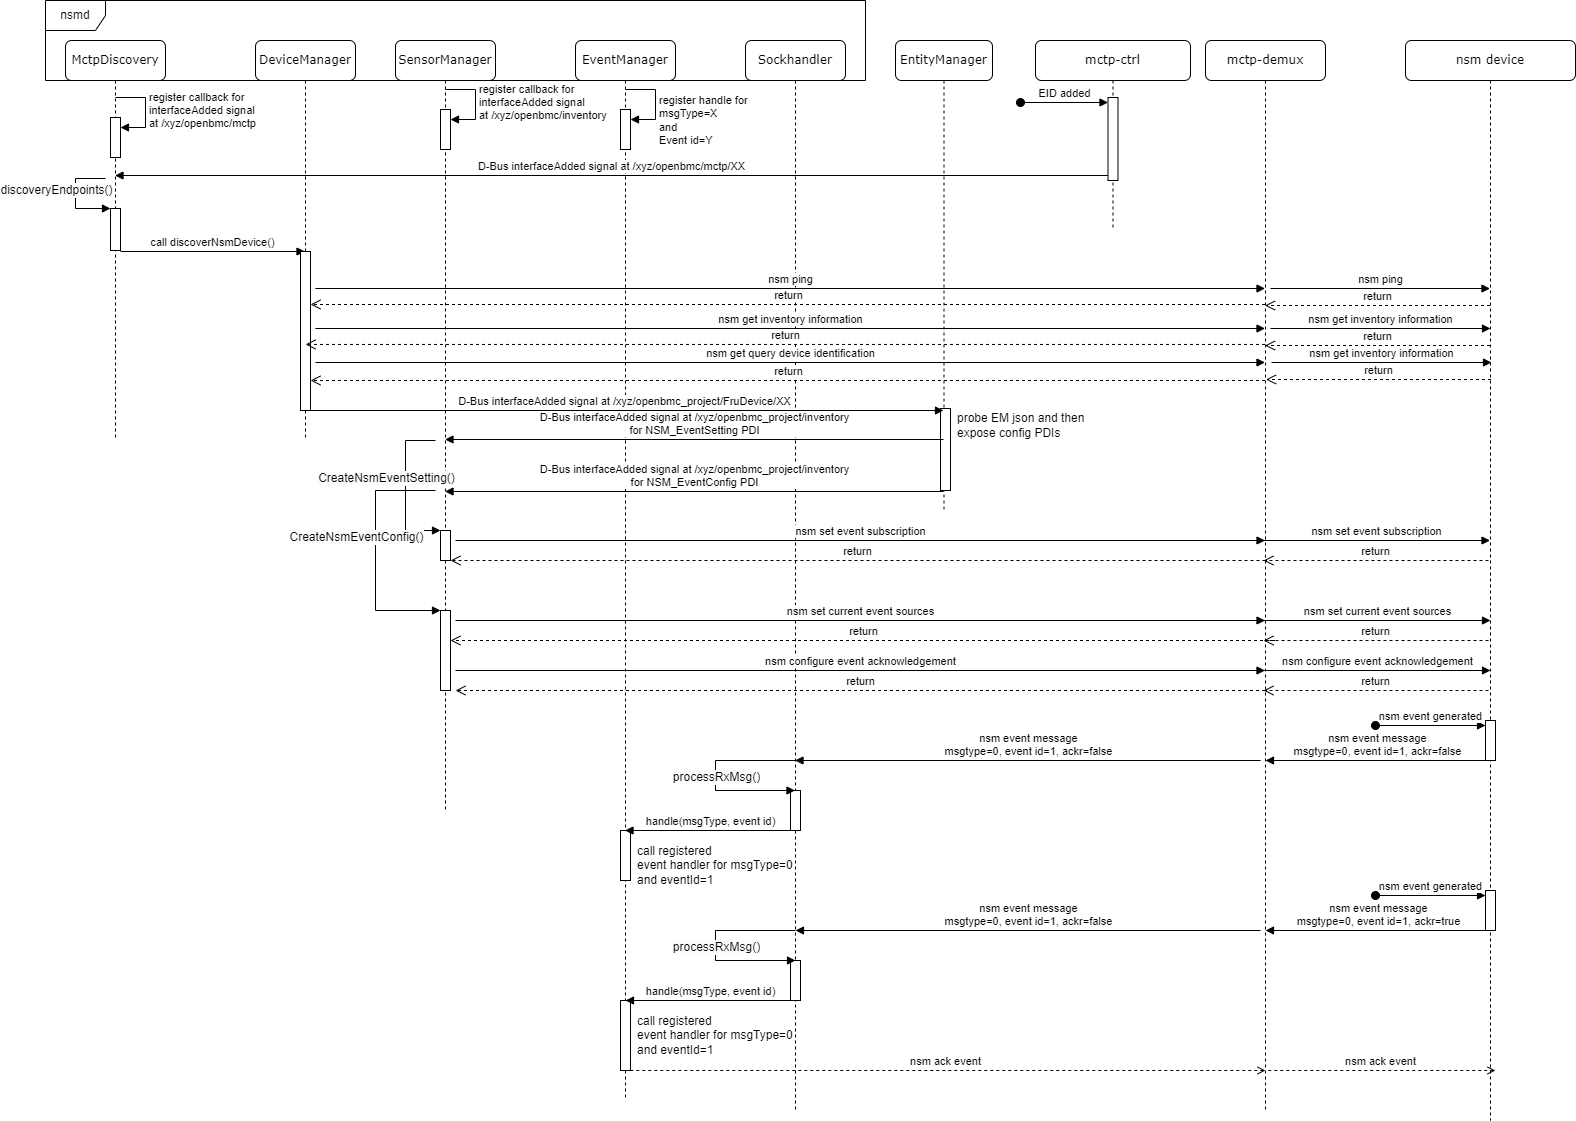 nsmd
MctpDiscovery
DeviceManager
SensorManager
EventManager
Sockhandler
EntityManager
mctp-ctrl
mctp-demux
nsm device
register callback for
interfaceAdded signal
at /xyz/openbmc/mctp
register callback for
interfaceAdded signal
at /xyz/openbmc/inventory
register handle for
msgType=X
and
Event id=Y
EID added
D-Bus interfaceAdded signal at /xyz/openbmc/mctp/XX
discoveryEndpoints()
call discoverNsmDevice()
nsm ping
nsm ping
return
return
nsm get inventory information
nsm get inventory information
return
return
nsm get query device identification
nsm get inventory information
return
return
D-Bus interfaceAdded signal at /xyz/openbmc_project/FruDevice/XX
D-Bus interfaceAdded signal at /xyz/openbmc_project/inventory
for NSM_EventSetting PDI
probe EM json and then
expose config PDIs
D-Bus interfaceAdded signal at /xyz/openbmc_project/inventory
for NSM_EventConfig PDI
CreateNsmEventSetting()
CreateNsmEventConfig()
nsm set event subscription
nsm set event subscription
return
return
nsm set current event sources
nsm set current event sources
return
return
nsm configure event acknowledgement
nsm configure event acknowledgement
return
return
nsm event generated
nsm event message
msgtype=0, event id=1, ackr=false
nsm event message
msgtype=0, event id=1, ackr=false
processRxMsg()
handle(msgType, event id)
call registered
event handler for msgType=0
and eventId=1
nsm event generated
nsm event message
msgtype=0, event id=1, ackr=false
nsm event message
msgtype=0, event id=1, ackr=true
processRxMsg()
handle(msgType, event id)
call registered
event handler for msgType=0
and eventId=1
nsm ack event
nsm ack event